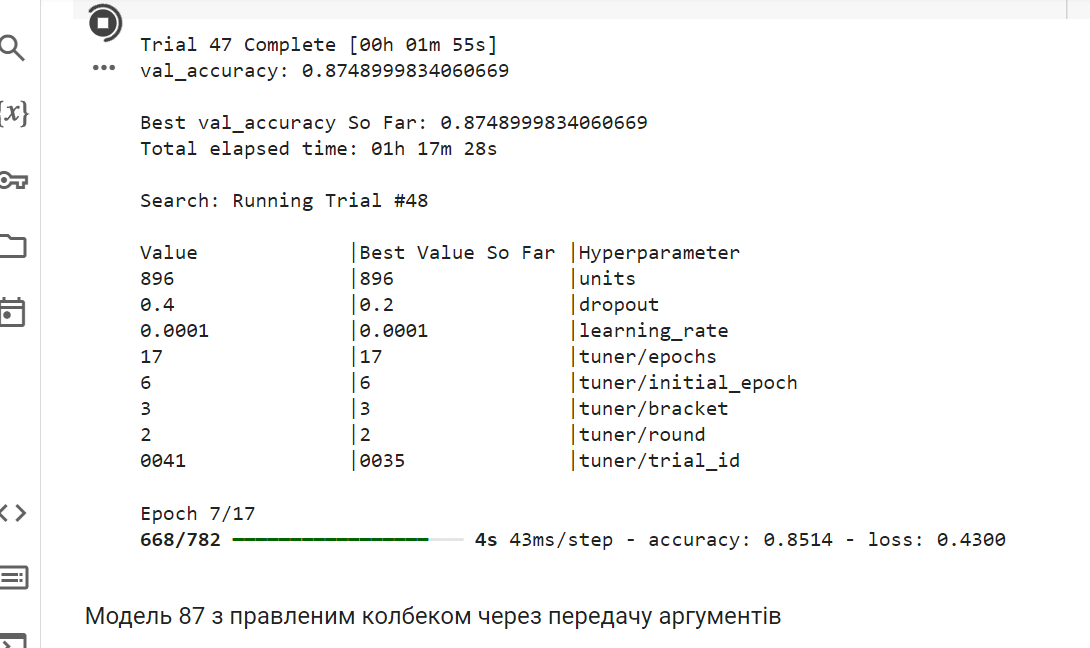 Trial 47 Complete [00h 01m 55s]
val_accuracy: 0.8748999834060669
Best val_accuracy So Far: 0.8748999834060669
Total elapsed time: 01h 17m 28s
Search: Running Trial #48
Value |Best Value So Far |Hyperparameter
896 |896 |units
0.4 |0.2 |dropout
0.0001 |0.0001 |learning_rate
17 |17 |tuner/epochs
6 |6 |tuner/initial_epoch
3 |3 |tuner/bracket
2 |2 |tuner/round
0041 |0035 |tuner/trial_id
Epoch 7/17
668/782 4s 43ms/step - accuracy: 0.8514 - loss: 0.4300
Модель 87 з правленим колбеком через передачу аргументів